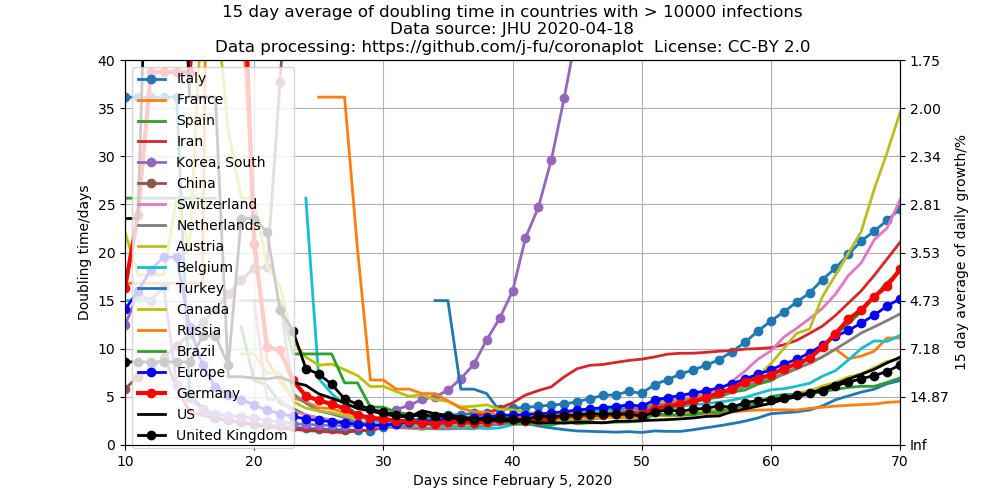 15 day average of doubling time in countries with > 10000 infections
Data source: JHU 2020-04-18
Data processing: https://github.com/j-fu/coronaplot License: CC-BY 2.0
Doubling time/days
40
35
30
25
20
15
10
5
0
Italy
France
Spain
Iran
Korea, South
China
Switzerland
Netherlands
Austria
Belgium
Turkey
Canada
Russia
Brazil
Europe
Germany
US
United Kingdom
1.75
2.00
2.34
2.81
3.53
4.73
7.18
14.87
Inf
15 day average of daily growth/%
10
20
30
40
50
60
70
Days since February 5, 2020